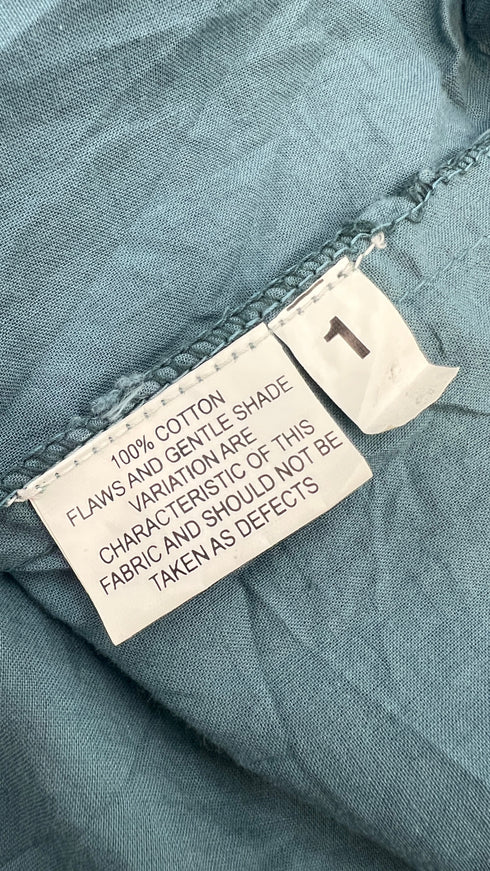 100% COTTON
FLAWS AND GENTLE SHADE
VARIATION ARE
CHARACTERISTIC OF THIS
FABRIC AND SHOULD NOT BE
TAKEN AS DEFECTS
1